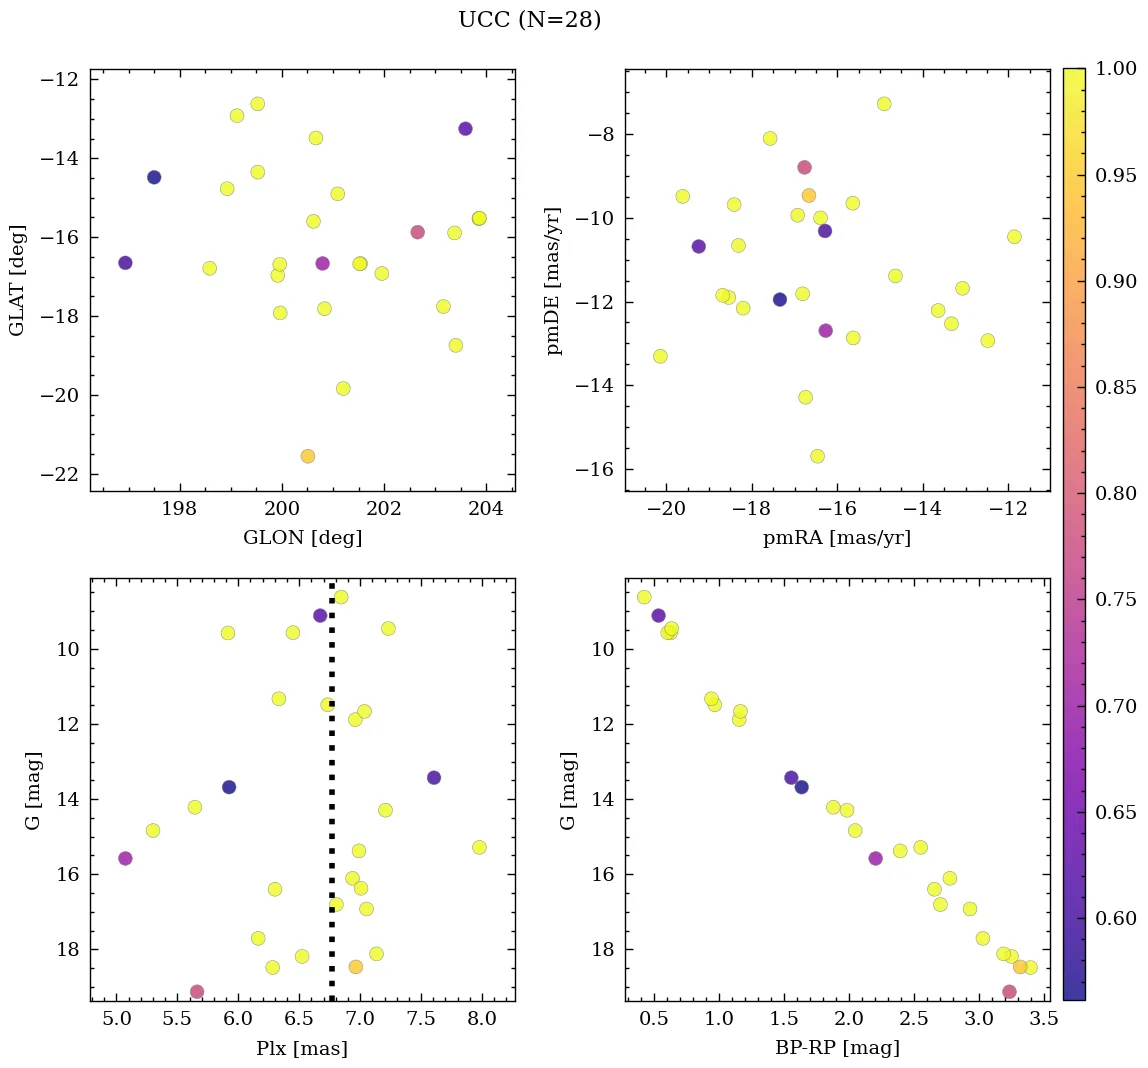 UCC (N=28)
−12
−14
−16
−18
−20
−22
GLAT [deg]
198 200 202 204
GLON [deg]
−8
−10
−12
−14
−16
pmDE [mas/yr]
−20 −18 −16 −14 −12
pmRA [mas/yr]
10
12
14
16
18
G [mag]
5.0 5.5 6.0 6.5 7.0 7.5 8.0
Plx [mas]
10
12
14
16
18
G [mag]
0.5 1.0 1.5 2.0 2.5 3.0 3.5
BP-RP [mag]
1.00
0.95
0.90
0.85
0.80
0.75
0.70
0.65
0.60